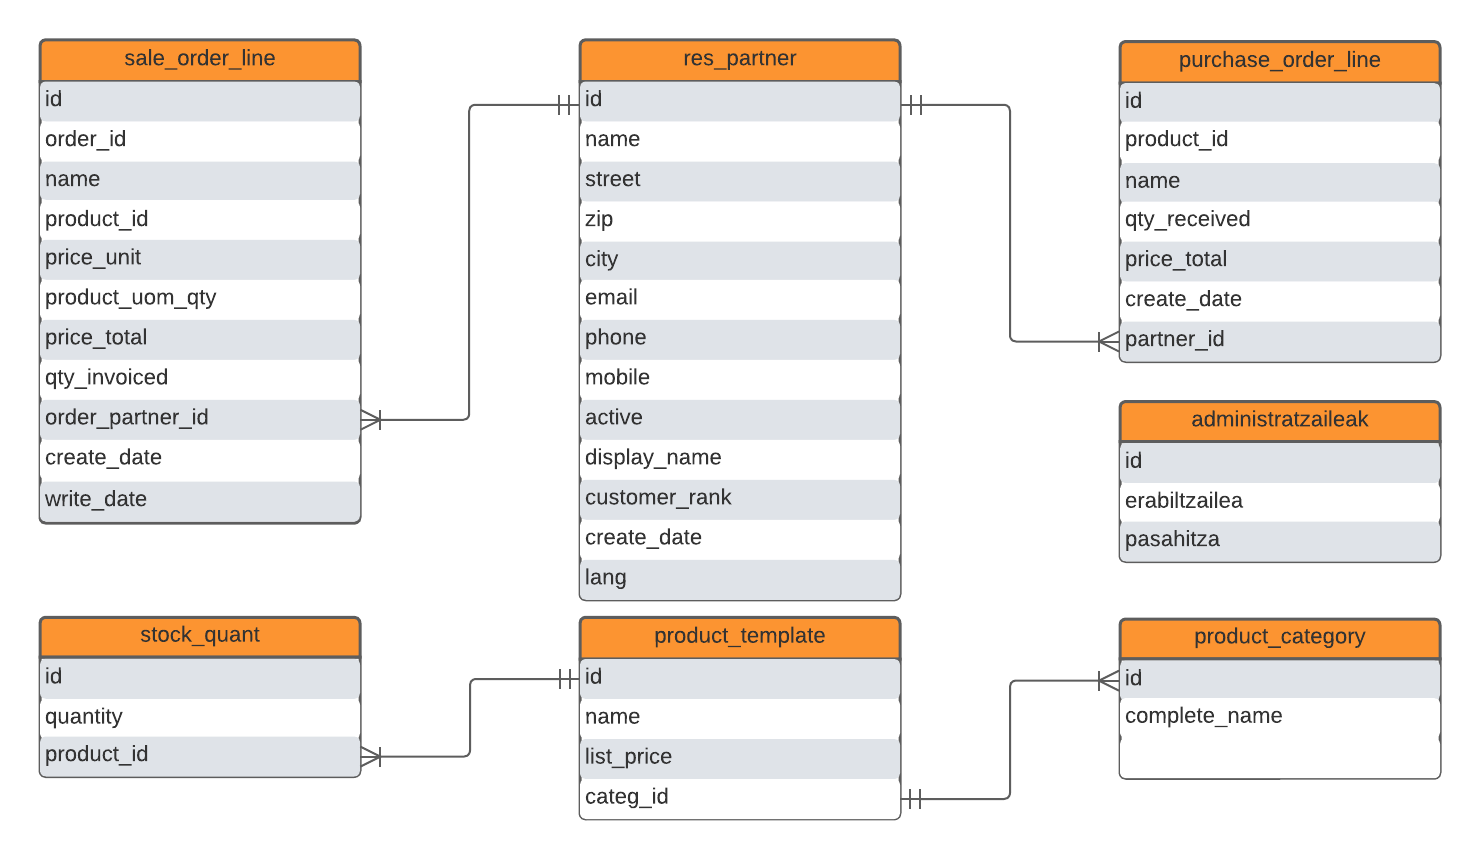 sale_order_line
id
order_id
name
product_id
price_unit
product_uom_qty
price_total
qty_invoiced
order_partner_id
create_date
write_date
res_partner
id
name
street
zip
city
email
phone
mobile
active
display_name
customer_rank
create_date
lang
purchase_order_line
id
product_id
name
qty_received
price_total
create_date
partner_id
administratzaileak
id
erabiltzailea
pasahitza
stock_quant
id
quantity
product_id
product_template
id
name
list_price
categ_id
product_category
id
complete_name